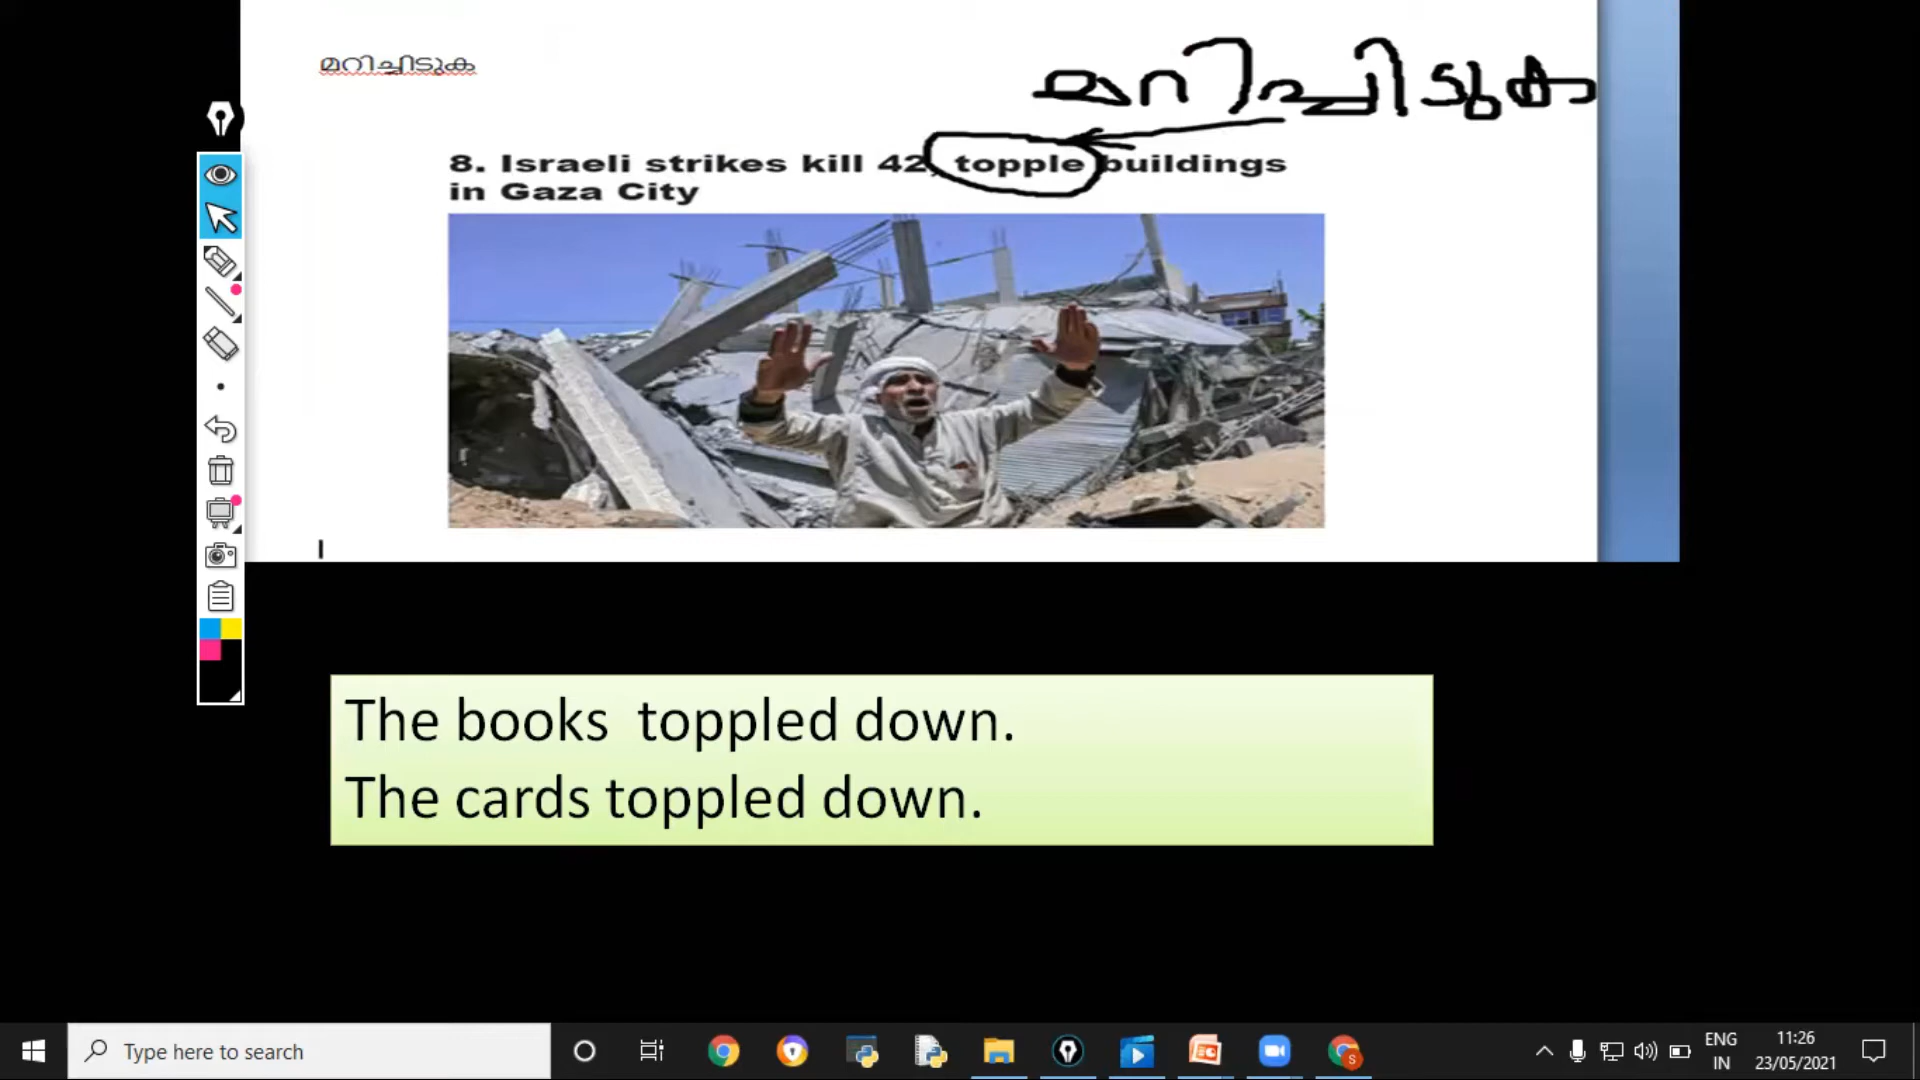 മറിച്ചിടുക
മറിച്ചിടുക
8. Israeli strikes kill 42, topple buildings
in Gaza City
The books toppled down.
The cards toppled down.
Type here to search
ENG
IN
11:26
23/05/2021